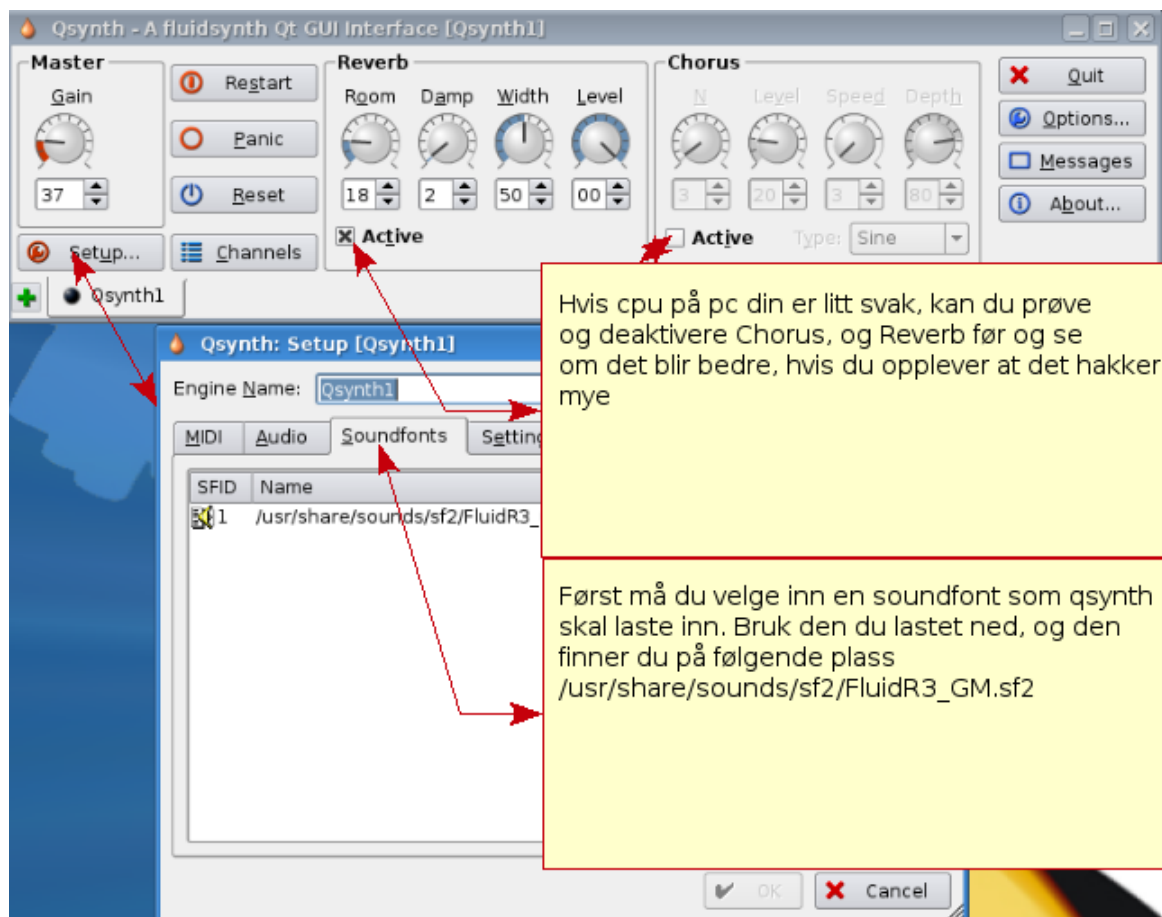 Qsynth - A fluidsynth Qt GUI Interface [Qsynth1]
Master
Reverb
Chorus
Gain
Restart
Room Damp Width Level
N Level Speed Depth
Quit
Options...
Panic
Messages
37
Reset
18 2 50 00
3 20 3 80
About...
Active
Active Type: Sine
Setup...
Channels
Qsynth1
Hvis cpu på pc din er litt svak, kan du prøve
og deaktivere Chorus, og Reverb før og se
om det blir bedre, hvis du opplever at det hakker
mye
Qsynth: Setup [Qsynth1]
Engine Name: Qsynth1
MIDI Audio Soundfonts
SFID Name
1 /usr/share/sounds/sf2/FluidR3_
Først må du velge inn en soundfont som qsynth
skal laste inn. Bruk den du lastet ned, og den
finner du på følgende plass
/usr/share/sounds/sf2/FluidR3_GM.sf2
OK Cancel